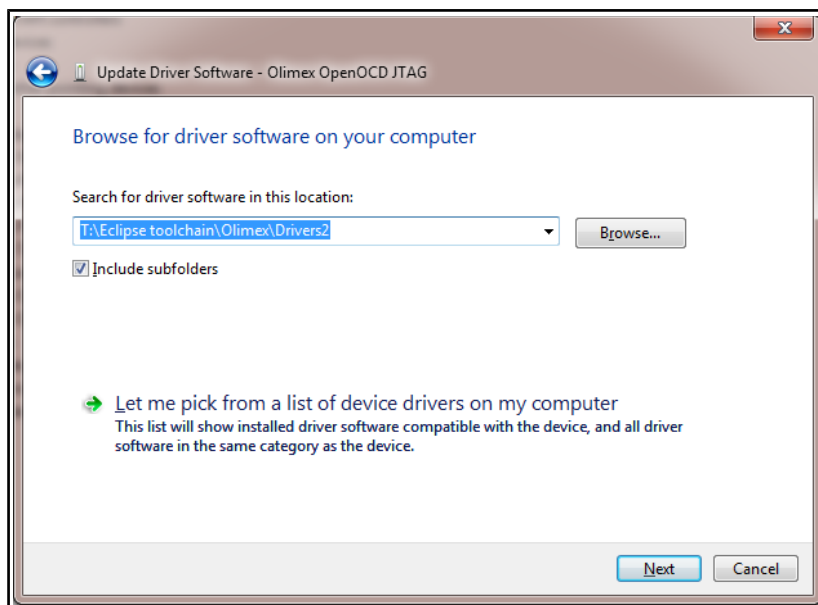 Update Driver Software - Olimex OpenOCD JTAG
Browse for driver software on your computer
Search for driver software in this location:
T:\Eclipse toolchain\Olimex\Drivers2
Browse...
Include subfolders
Let me pick from a list of device drivers on my computer
This list will show installed driver software compatible with the device, and all driver
software in the same category as the device.
Next
Cancel